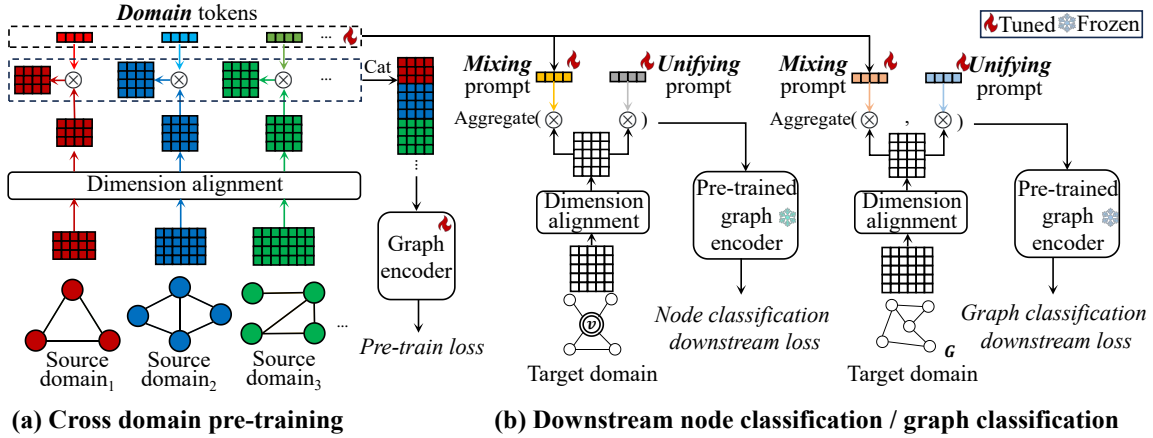 Domain tokens
...
Tuned Frozen
Mixing
prompt
Unifying
prompt
Mixing
prompt
Unifying
prompt
...
Cat
Aggregate( )
Aggregate( , )
Dimension alignment
...
Graph
encoder
Dimension
alignment
Pre-trained
graph
encoder
Dimension
alignment
Pre-trained
graph
encoder
...
v
G
Source
domain1
Source
domain2
Source
domain3
Pre-train loss
Target domain
Node classification
downstream loss
Target domain
Graph classification
downstream loss
(a) Cross domain pre-training
(b) Downstream node classification / graph classification